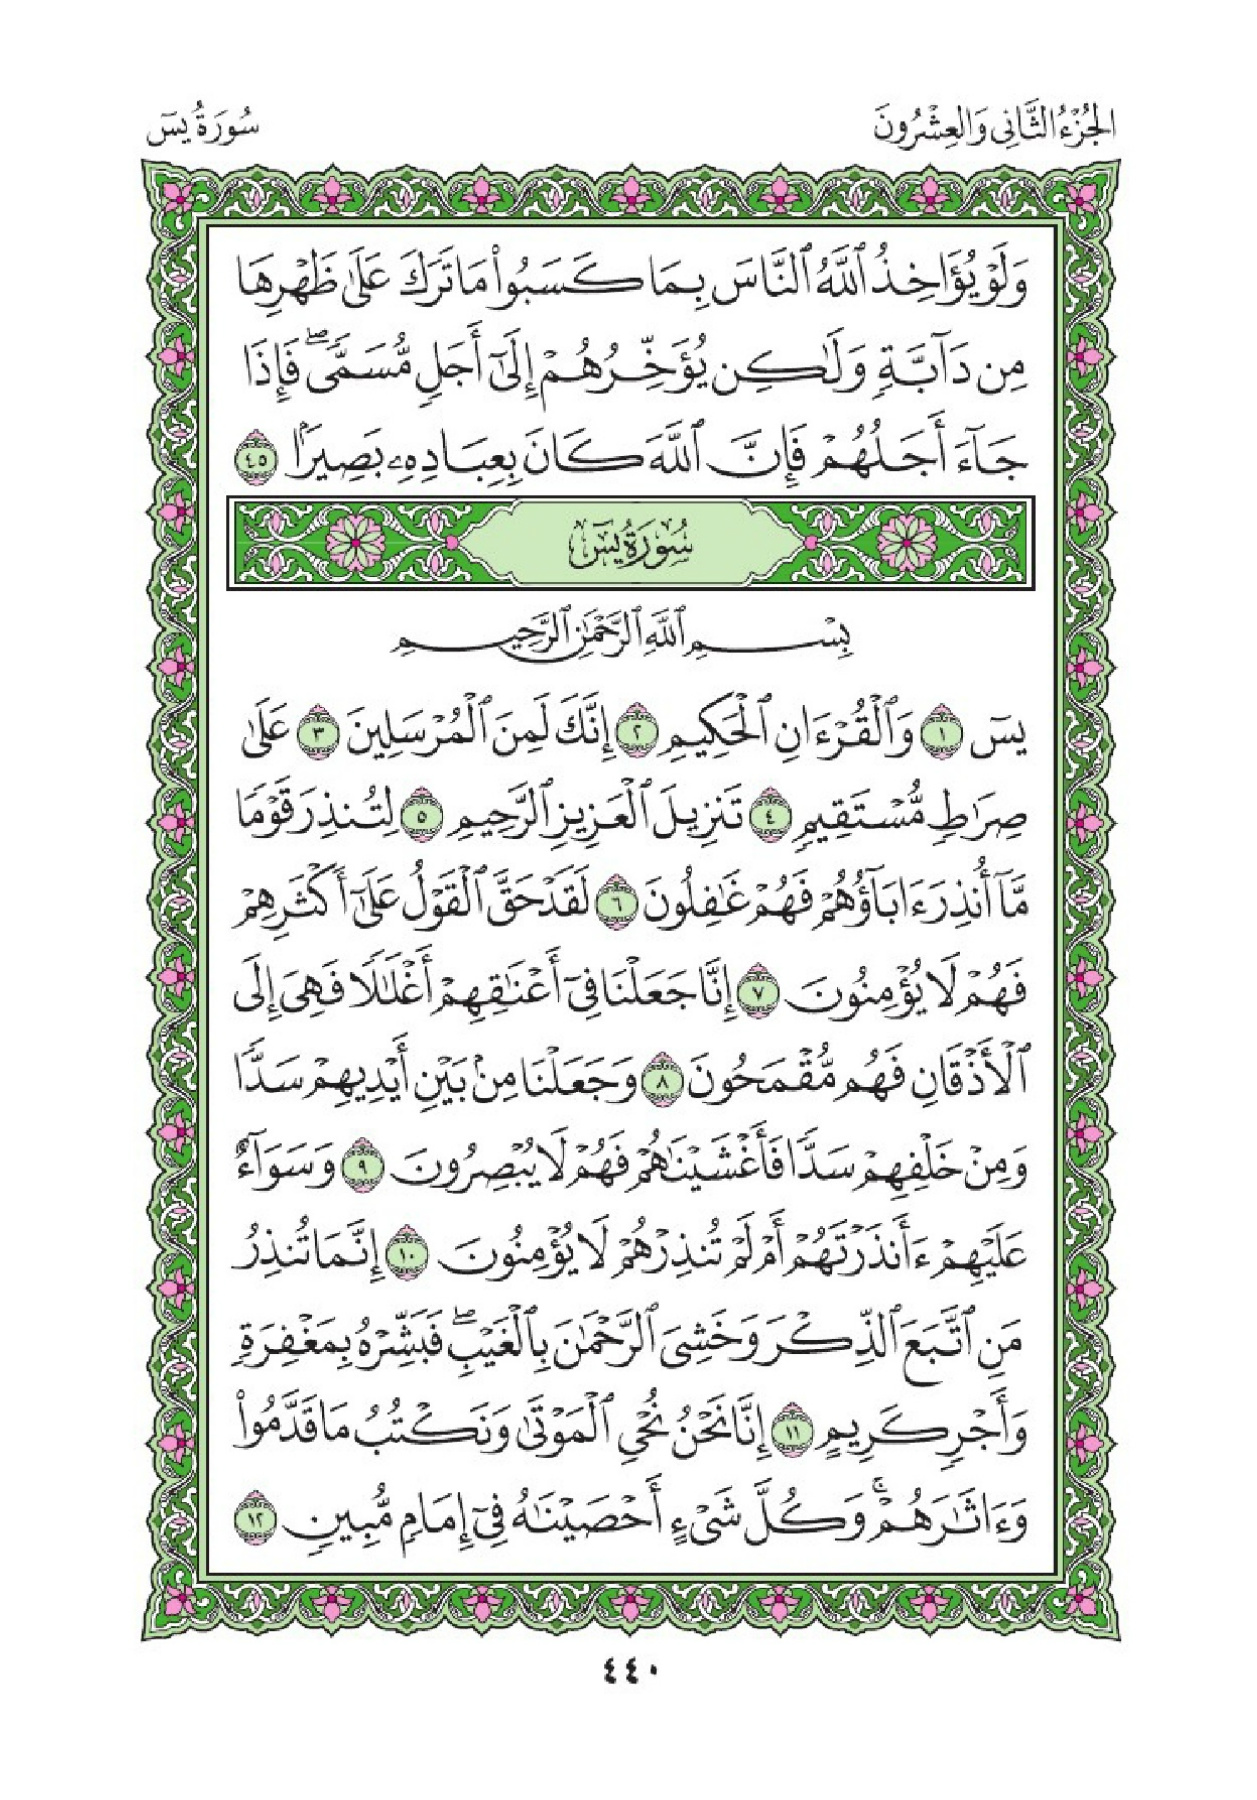 الجُزْءُ الثَّانِي وَالعِشْرُونَ
سُورَةُ يسٓ
وَلَوْ يُؤَاخِذُ ٱللَّهُ ٱلنَّاسَ بِمَا كَسَبُوا۟ مَا تَرَكَ عَلَىٰ ظَهْرِهَا
مِن دَآبَّةٍ وَلَـٰكِن يُؤَخِّرُهُمْ إِلَىٰٓ أَجَلٍ مُّسَمًّى ۖ فَإِذَا
جَآءَ أَجَلُهُمْ فَإِنَّ ٱللَّهَ كَانَ بِعِبَادِهِۦ بَصِيرًۢا ٤٥
سُورَةُ يسٓ
بِسْمِ ٱللَّهِ ٱلرَّحْمَـٰنِ ٱلرَّحِيمِ
يسٓ ١ وَٱلْقُرْءَانِ ٱلْحَكِيمِ ٢ إِنَّكَ لَمِنَ ٱلْمُرْسَلِينَ ٣ عَلَىٰ
صِرَٰطٍ مُّسْتَقِيمٍ ٤ تَنزِيلَ ٱلْعَزِيزِ ٱلرَّحِيمِ ٥ لِتُنذِرَ قَوْمًا
مَّآ أُنذِرَ ءَابَآؤُهُمْ فَهُمْ غَـٰفِلُونَ ٦ لَقَدْ حَقَّ ٱلْقَوْلُ عَلَىٰٓ أَكْثَرِهِمْ
فَهُمْ لَا يُؤْمِنُونَ ٧ إِنَّا جَعَلْنَا فِىٓ أَعْنَـٰقِهِمْ أَغْلَـٰلًا فَهِىَ إِلَى
ٱلْأَذْقَانِ فَهُم مُّقْمَحُونَ ٨ وَجَعَلْنَا مِنۢ بَيْنِ أَيْدِيهِمْ سَدًّا
وَمِنْ خَلْفِهِمْ سَدًّا فَأَغْشَيْنَـٰهُمْ فَهُمْ لَا يُبْصِرُونَ ٩ وَسَوَآءٌ
عَلَيْهِمْ ءَأَنذَرْتَهُمْ أَمْ لَمْ تُنذِرْهُمْ لَا يُؤْمِنُونَ ١٠ إِنَّمَا تُنذِرُ
مَنِ ٱتَّبَعَ ٱلذِّكْرَ وَخَشِىَ ٱلرَّحْمَـٰنَ بِٱلْغَيْبِ ۖ فَبَشِّرْهُ بِمَغْفِرَةٍ
وَأَجْرٍ كَرِيمٍ ١١ إِنَّا نَحْنُ نُحْىِ ٱلْمَوْتَىٰ وَنَكْتُبُ مَا قَدَّمُوا۟
وَءَاثَـٰرَهُمْ ۚ وَكُلَّ شَىْءٍ أَحْصَيْنَـٰهُ فِىٓ إِمَامٍ مُّبِينٍ ١٢
٤٤٠